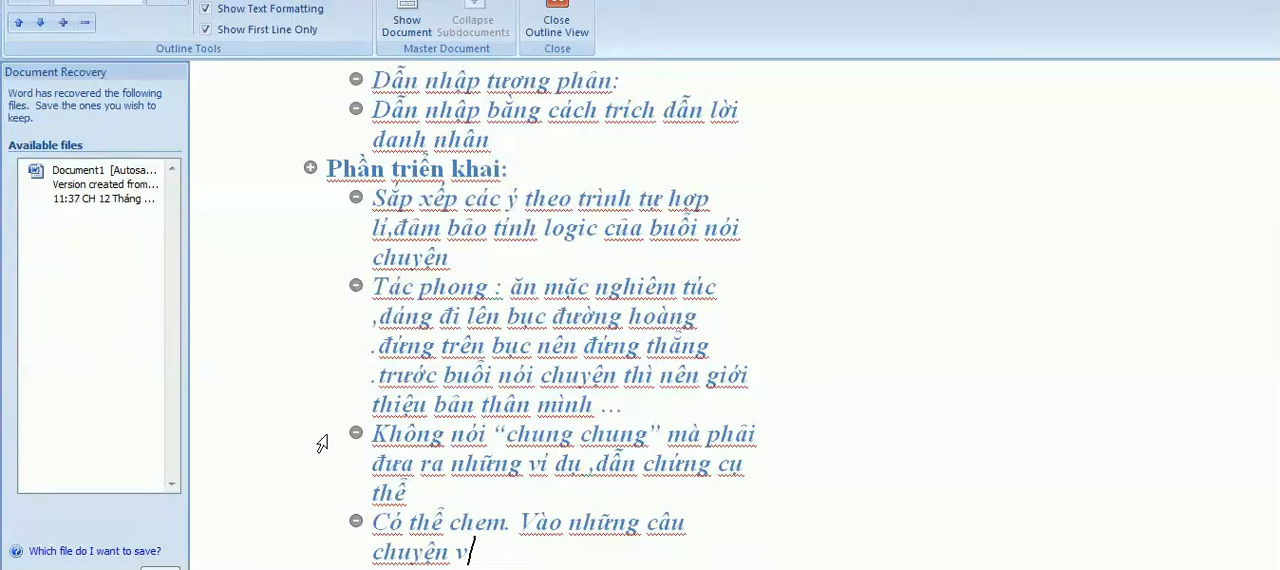 Show Text Formatting
Show First Line Only
Outline Tools
Show
Document
Collapse
Subdocuments
Master Document
Close
Outline View
Close
Document Recovery
Word has recovered the following
files. Save the ones you wish to
keep.
Available files
Document1 [Autosa...
Version created from...
11:37 CH 12 Tháng ...
Which file do I want to save?
Dẫn nhập tương phản:
Dẫn nhập bằng cách trích dẫn lời
danh nhân
Phần triển khai:
Sắp xếp các ý theo trình tự hợp
lí,đảm bảo tính logic của buổi nói
chuyện
Tác phong : ăn mặc nghiêm túc
,dáng đi lên bục đường hoàng
.đứng trên bục nên đứng thẳng
.trước buổi nói chuyện thì nên giới
thiệu bản thân mình ...
Không nói “chung chung” mà phải
đưa ra những ví dụ ,dẫn chứng cụ
thể
Có thể chem. Vào những câu
chuyện v